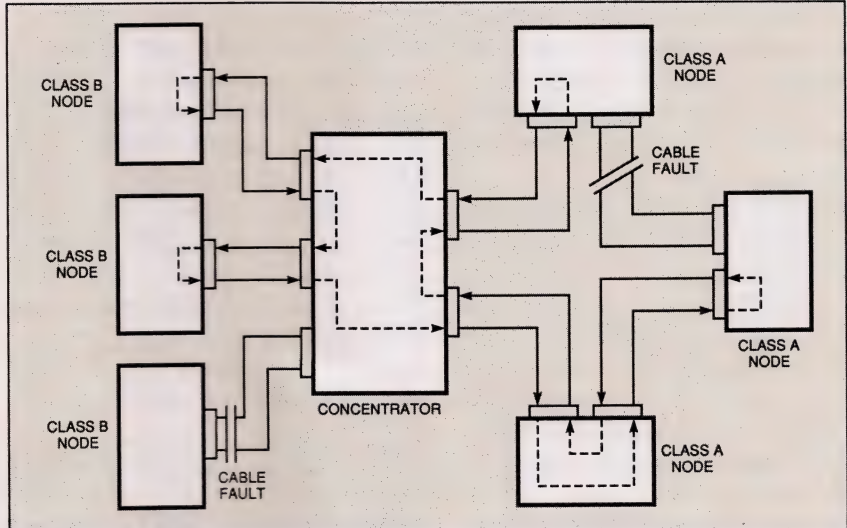 CLASS B
NODE
CLASS A
NODE
CABLE
FAULT
CLASS B
NODE
CLASS A
NODE
CONCENTRATOR
CLASS B
NODE
CABLE
FAULT
CLASS A
NODE